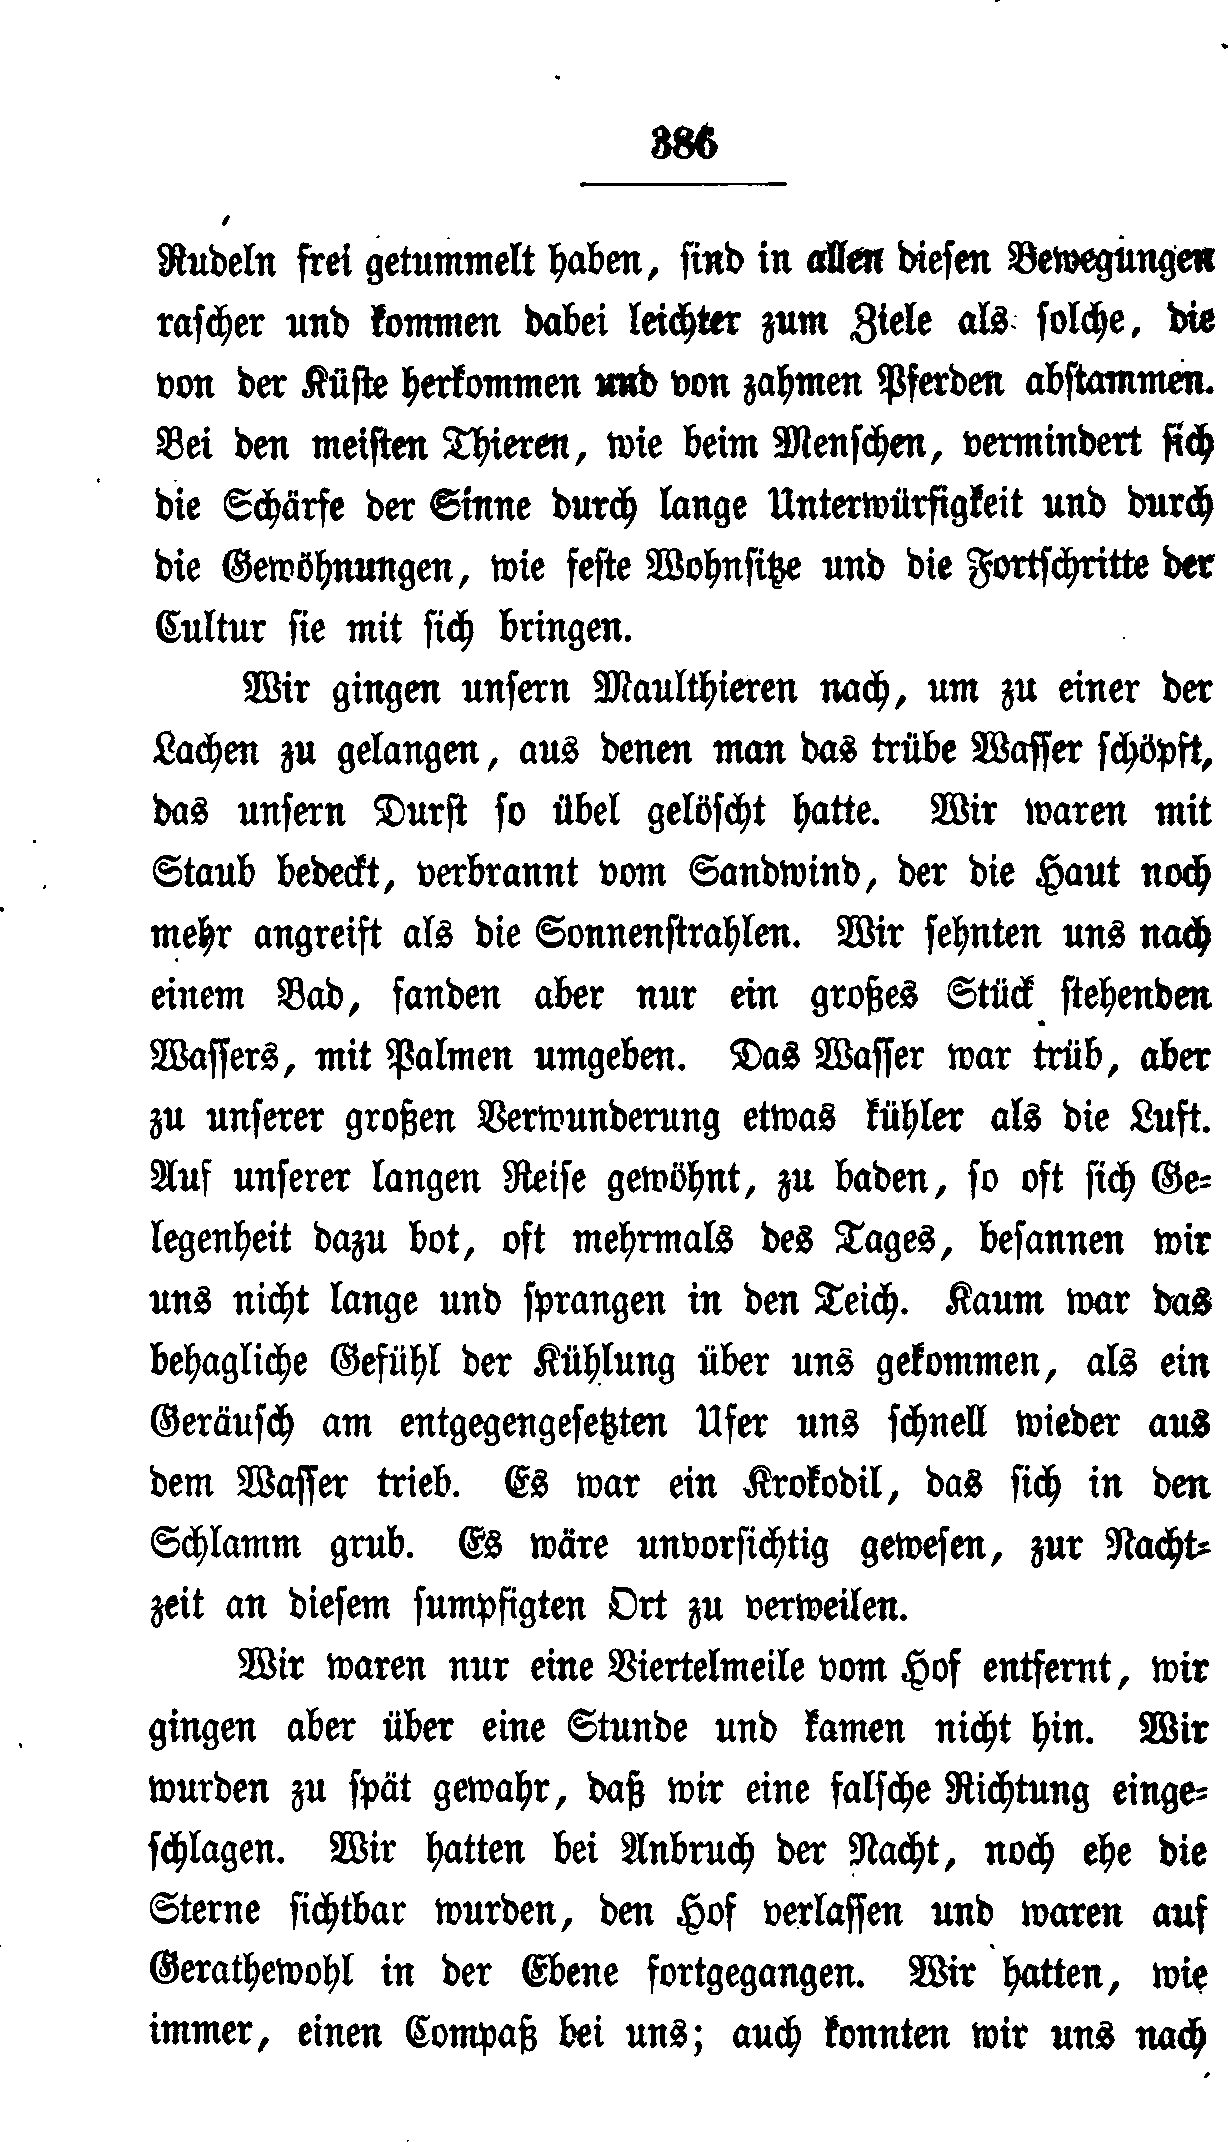 386
Rudeln frei getummelt haben, sind in allen diesen Bewegungen
rascher und kommen dabei leichter zum Ziele als solche, die
von der Küste herkommen und von zahmen Pferden abstammen.
Bei den meisten Thieren, wie beim Menschen, vermindert sich
die Schärfe der Sinne durch lange Unterwürfigkeit und durch
die Gewöhnungen, wie feste Wohnsitze und die Fortschritte der
Cultur sie mit sich bringen.
Wir gingen unsern Maulthieren nach, um zu einer der
Lachen zu gelangen, aus denen man das trübe Wasser schöpft,
das unsern Durst so übel gelöscht hatte. Wir waren mit
Staub bedeckt, verbrannt vom Sandwind, der die Haut noch
mehr angreift als die Sonnenstrahlen. Wir sehnten uns nach
einem Bad, fanden aber nur ein großes Stück stehenden
Wassers, mit Palmen umgeben. Das Wasser war trüb, aber
zu unserer großen Verwunderung etwas kühler als die Luft.
Auf unserer langen Reise gewöhnt, zu baden, so oft sich Ge-
legenheit dazu bot, oft mehrmals des Tages, besannen wir
uns nicht lange und sprangen in den Teich. Kaum war das
behagliche Gefühl der Kühlung über uns gekommen, als ein
Geräusch am entgegengesetzten Ufer uns schnell wieder aus
dem Wasser trieb. Es war ein Krokodil, das sich in den
Schlamm grub. Es wäre unvorsichtig gewesen, zur Nacht-
zeit an diesem sumpfigten Ort zu verweilen.
Wir waren nur eine Viertelmeile vom Hof entfernt, wir
gingen aber über eine Stunde und kamen nicht hin. Wir
wurden zu spät gewahr, daß wir eine falsche Richtung einge-
schlagen. Wir hatten bei Anbruch der Nacht, noch ehe die
Sterne sichtbar wurden, den Hof verlassen und waren auf
Gerathewohl in der Ebene fortgegangen. Wir hatten, wie
immer, einen Compaß bei uns; auch konnten wir uns nach